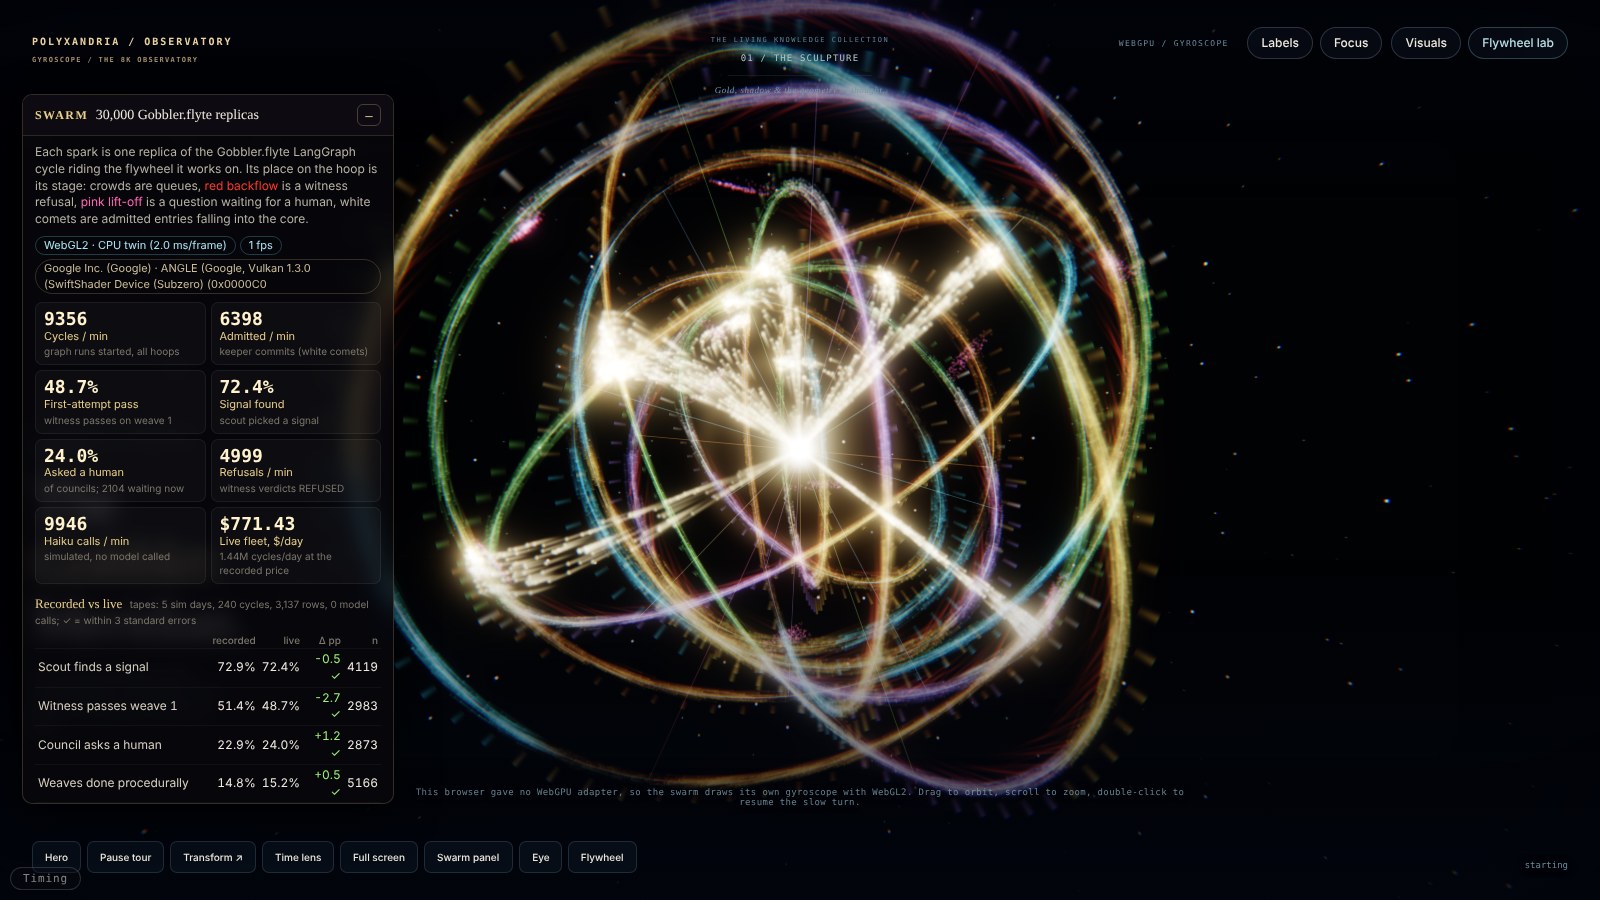 POLYXANDRIA / OBSERVATORY
GYROSCOPE / THE 8K OBSERVATORY
THE LIVING KNOWLEDGE COLLECTION
01 / THE SCULPTURE
Gold, shadow & the
WEBGPU / GYROSCOPE
Labels
Focus
Visuals
Flywheel lab
SWARM 30,000 Gobbler.flyte replicas
–
Each spark is one replica of the Gobbler.flyte LangGraph
cycle riding the flywheel it works on. Its place on the hoop is
its stage: crowds are queues, red backflow is a witness
refusal, pink lift-off is a question waiting for a human, white
comets are admitted entries falling into the core.
WebGL2 · CPU twin (2.0 ms/frame) 1 fps
Google Inc. (Google) · ANGLE (Google, Vulkan 1.3.0
(SwiftShader Device (Subzero) (0x0000C0
9356
Cycles / min
graph runs started, all hoops
6398
Admitted / min
keeper commits (white comets)
48.7%
First-attempt pass
witness passes on weave 1
72.4%
Signal found
scout picked a signal
24.0%
Asked a human
of councils; 2104 waiting now
4999
Refusals / min
witness verdicts REFUSED
9946
Haiku calls / min
simulated, no model called
$771.43
Live fleet, $/day
1.44M cycles/day at the
recorded price
Recorded vs live tapes: 5 sim days, 240 cycles, 3,137 rows, 0 model
calls; ✓ = within 3 standard errors
recorded live Δ pp n
Scout finds a signal 72.9% 72.4% -0.5 ✓ 4119
Witness passes weave 1 51.4% 48.7% -2.7 ✓ 2983
Council asks a human 22.9% 24.0% +1.2 ✓ 2873
Weaves done procedurally 14.8% 15.2% +0.5 ✓ 5166
This browser gave no WebGPU adapter, so the swarm draws its own gyroscope with WebGL2. Drag to orbit, scroll to zoom, double-click to
resume the slow turn.
Hero
Pause tour
Transform ↗
Time lens
Full screen
Swarm panel
Eye
Flywheel
Timing
starting